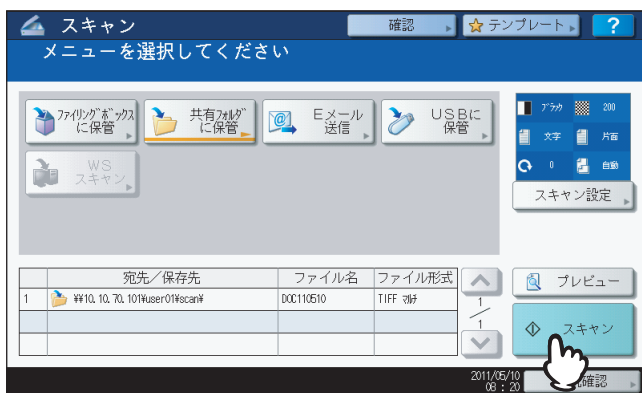 スキャン
確認
テンプレート
?
メニューを選択してください
ファイリングボックス
に保管
共有フォルダ
に保管
Eメール
送信
USBに
保管
WS
スキャン
ブラック
200
文字
片面
0
自動
スキャン設定
宛先／保存先
ファイル名
ファイル形式
1
¥¥10.10.70.101¥user01¥scan¥
DOC110510
TIFF マルチ
1
1
プレビュー
スキャン
2011/05/10
08:20
確認